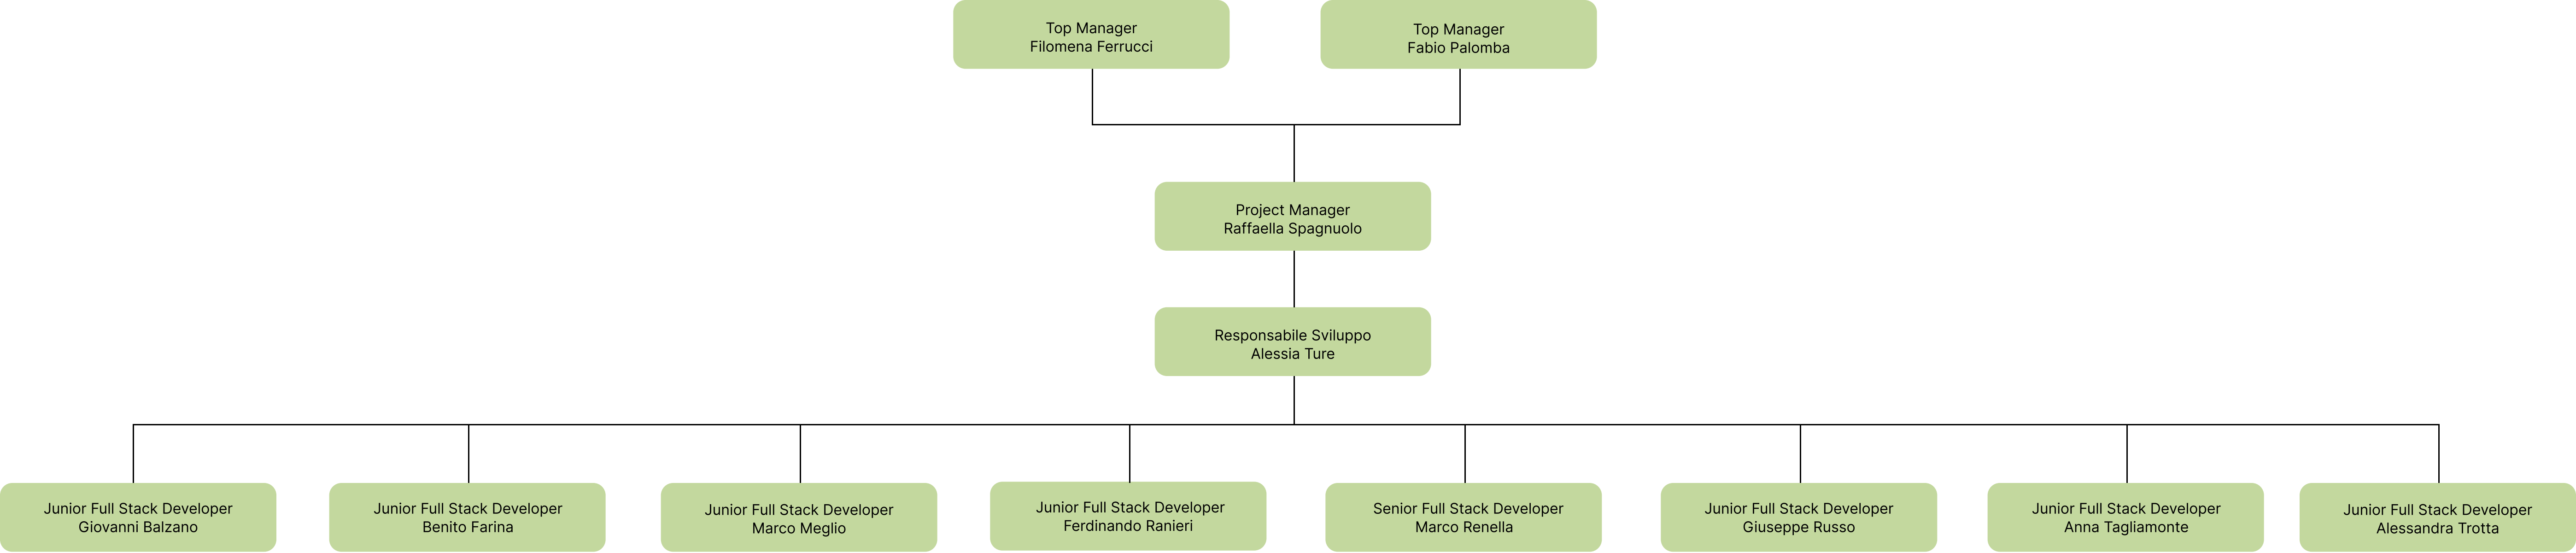 Top Manager
Filomena Ferrucci
Top Manager
Fabio Palomba
Project Manager
Raffaella Spagnuolo
Responsabile Sviluppo
Alessia Ture
Junior Full Stack Developer
Giovanni Balzano
Junior Full Stack Developer
Benito Farina
Junior Full Stack Developer
Marco Meglio
Junior Full Stack Developer
Ferdinando Ranieri
Senior Full Stack Developer
Marco Renella
Junior Full Stack Developer
Giuseppe Russo
Junior Full Stack Developer
Anna Tagliamonte
Junior Full Stack Developer
Alessandra Trotta